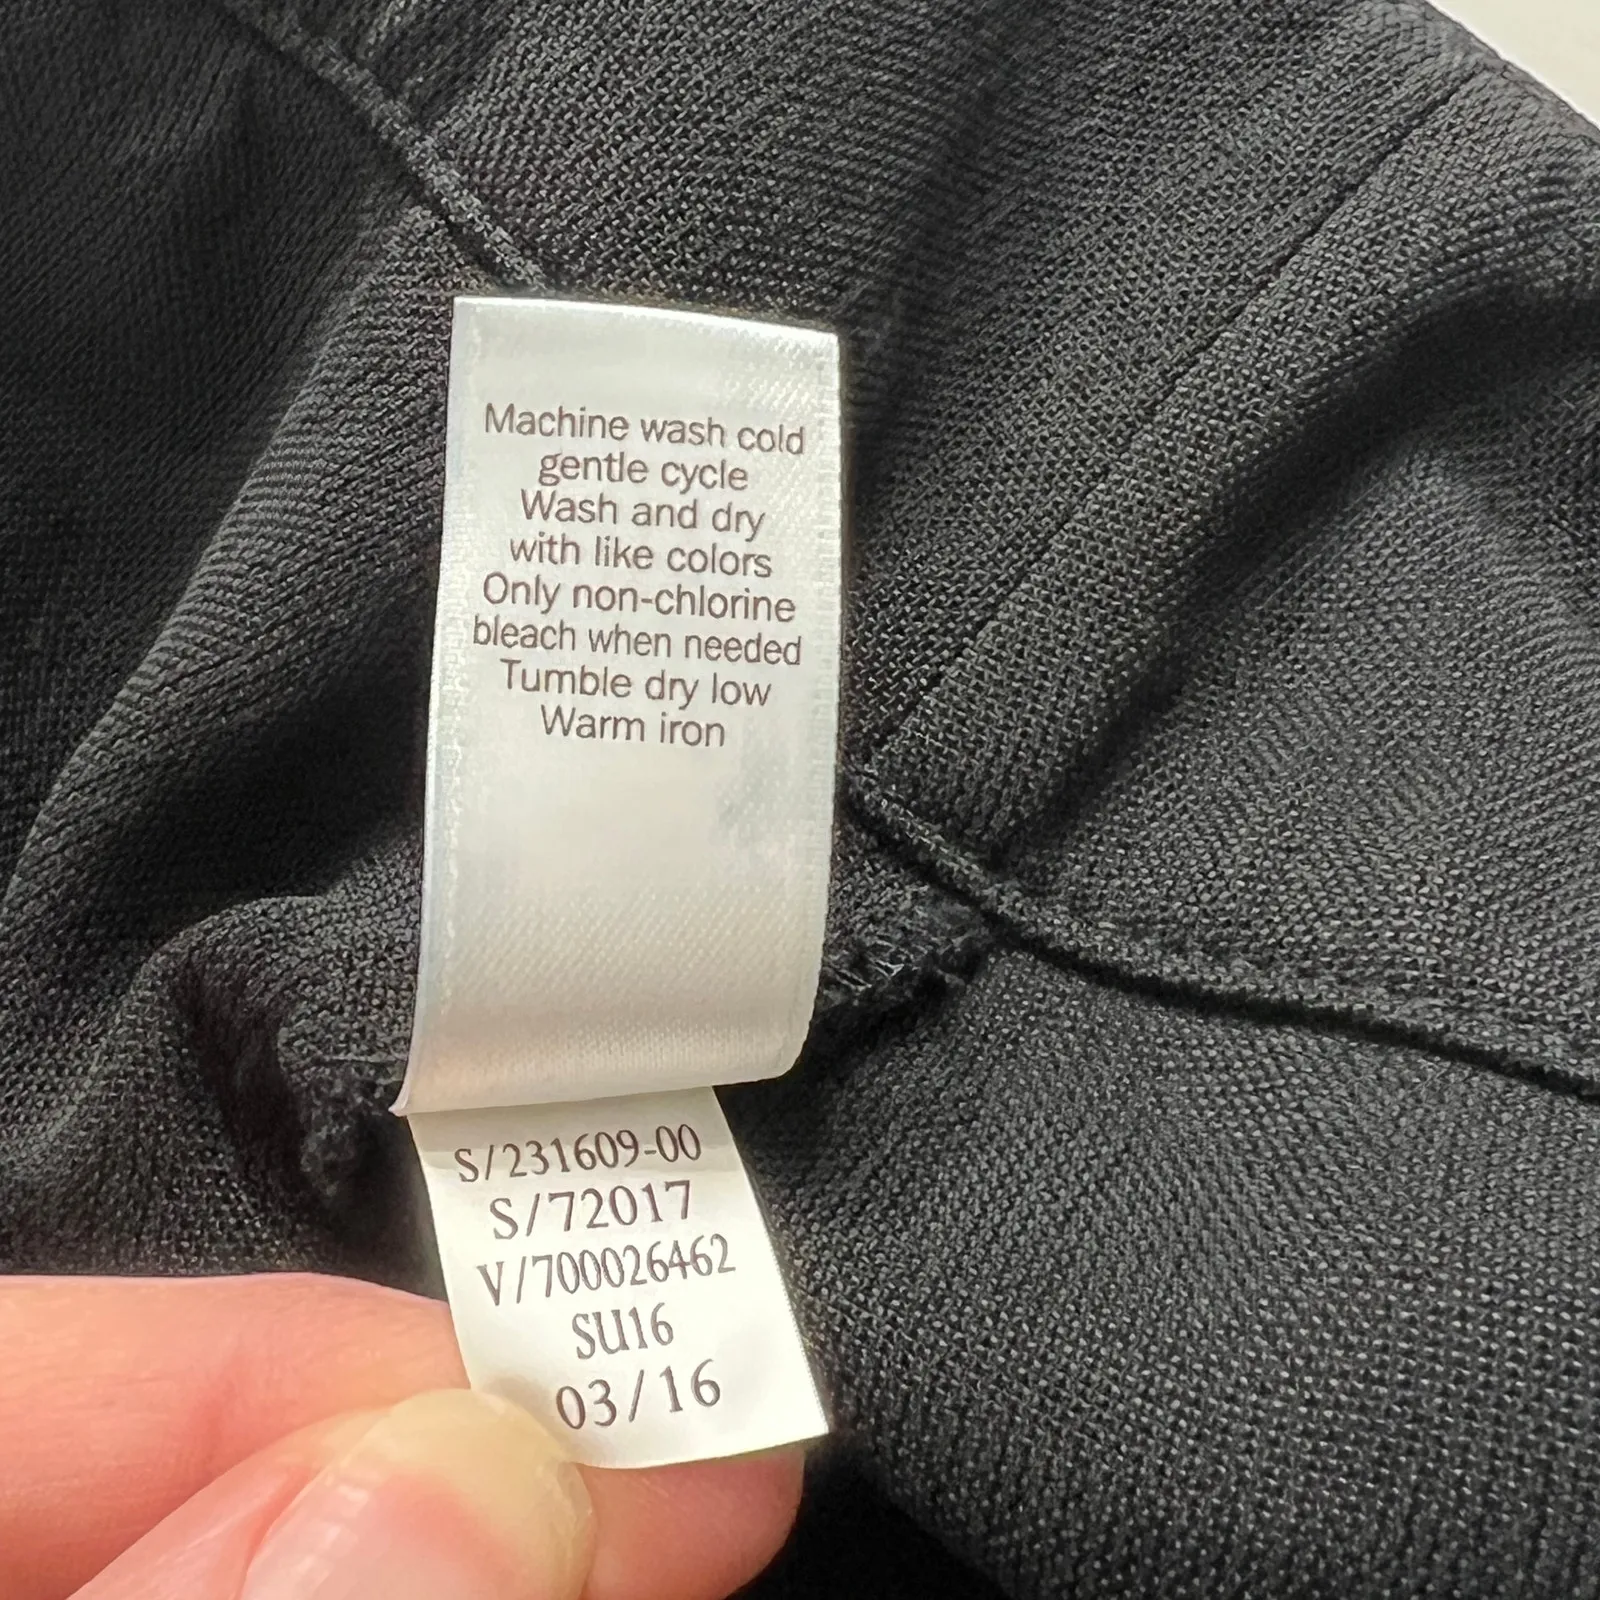 Machine wash cold
gentle cycle
Wash and dry
with like colors
Only non-chlorine
bleach when needed
Tumble dry low
Warm iron
S/231609-00
S/72017
V/700026462
SU16
03/16